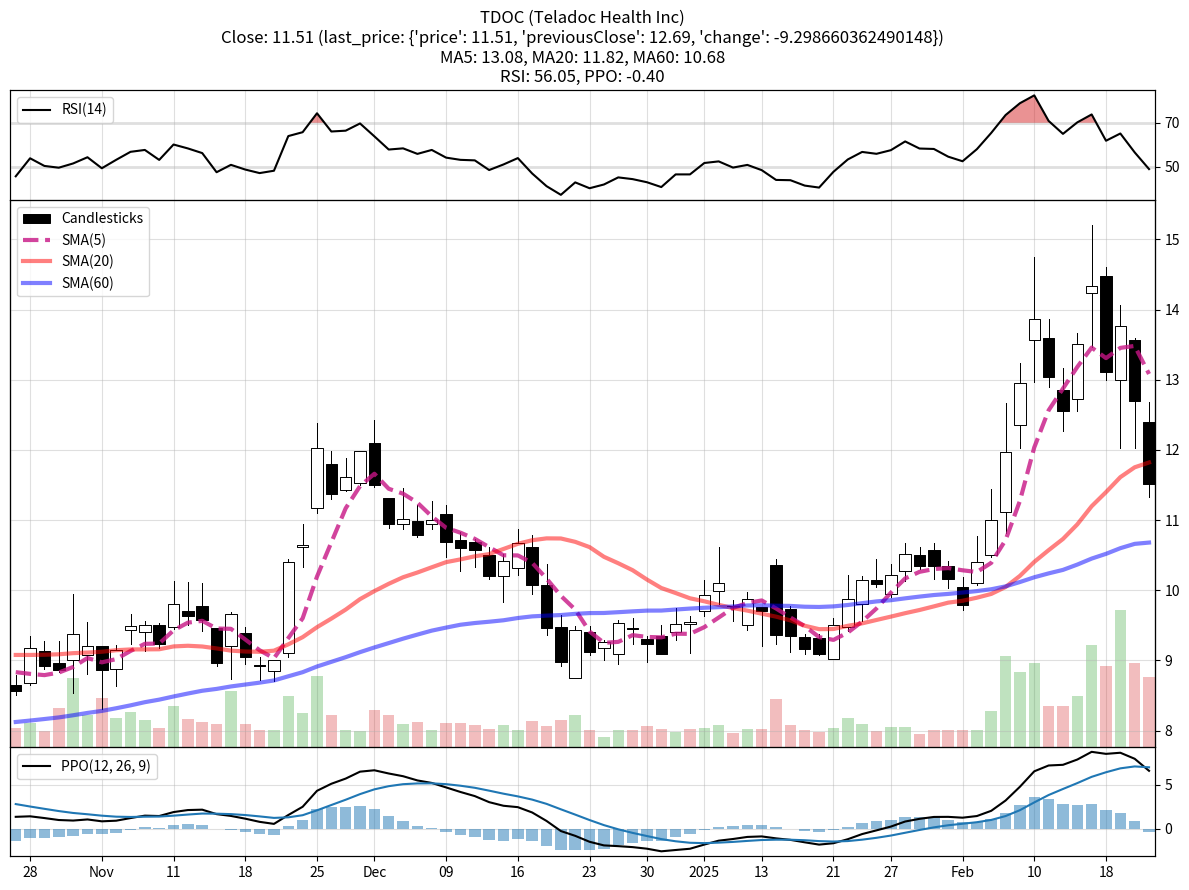 TDOC (Teladoc Health Inc)
Close: 11.51 (last_price: {'price': 11.51, 'previousClose': 12.69, 'change': -9.298660362490148})
MA5: 13.08, MA20: 11.82, MA60: 10.68
RSI: 56.05, PPO: -0.40
RSI(14)
70
50
Candlesticks
SMA(5)
SMA(20)
SMA(60)
15
14
13
12
11
10
9
8
PPO(12, 26, 9)
5
0
28 Nov 11 18 25 Dec 09 16 23 30 2025 13 21 27 Feb 10 18